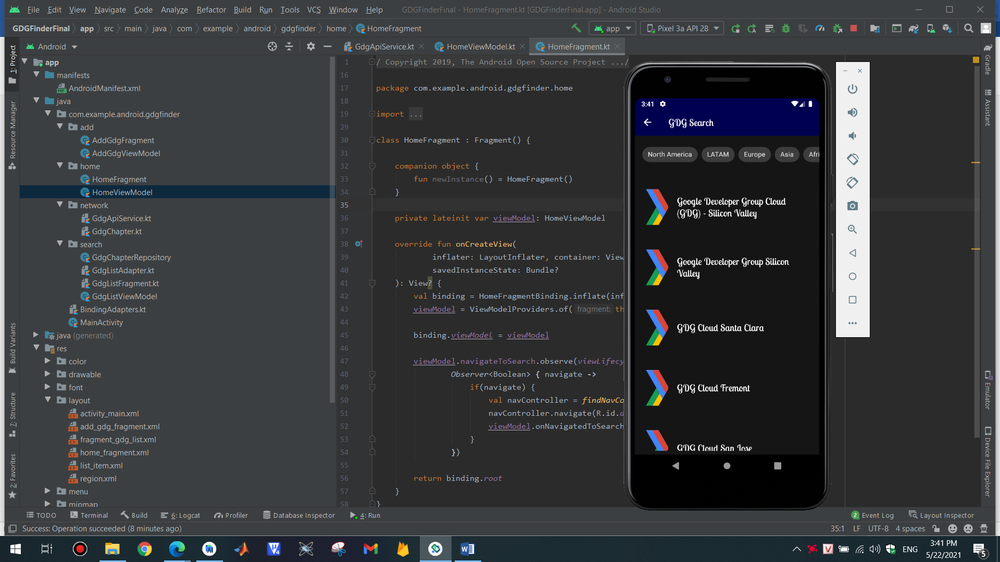 File Edit View Navigate Code Analyze Refactor Build Run Tools VCS Window Help GDGFinderFinal - HomeFragment.kt [GDGFinderFinal.app] - Android Studio
GDGFinderFinal app src main java com example android gdgfinder home HomeFragment
app Pixel 3a API 28
Android
GdgApiService.kt HomeViewModel.kt HomeFragment.kt
1: Project
Resource Manager
Build Variants
7: Structure
2: Favorites
app
manifests
AndroidManifest.xml
java
com.example.android.gdgfinder
add
AddGdgFragment
AddGdgViewModel
home
HomeFragment
HomeViewModel
network
GdgApiService.kt
GdgChapter.kt
search
GdgChapterRepository
GdgListAdapter.kt
GdgListFragment.kt
GdgListViewModel
BindingAdapters.kt
MainActivity
java (generated)
res
color
drawable
font
layout
activity_main.xml
add_gdg_fragment.xml
fragment_gdg_list.xml
home_fragment.xml
list_item.xml
region.xml
menu
mipmap
1 / Copyright 2019, The Android Open Source Project .../
16
17 package com.example.android.gdgfinder.home
18
19 import ...
29
30 class HomeFragment : Fragment() {
31
32 companion object {
33 fun newInstance() = HomeFragment()
34 }
35
36 private lateinit var viewModel: HomeViewModel
37
38 override fun onCreateView(
39 inflater: LayoutInflater, container: View
40 savedInstanceState: Bundle?
41 ): View? {
42 val binding = HomeFragmentBinding.inflate(inf
43 viewModel = ViewModelProviders.of( fragment: th
44
45 binding.viewModel = viewModel
46
47 viewModel.navigateToSearch.observe(viewLifecy
48 Observer<Boolean> { navigate ->
49 if(navigate) {
50 val navController = findNavCo
51 navController.navigate(R.id.a
52 viewModel.onNavigatedToSearch
53 }
54 })
55
56 return binding.root
57 }
58 }
3:41
GDG Search
North America LATAM Europe Asia Afri
Google Developer Group Cloud
(GDG) - Silicon Valley
Google Developer Group Silicon
Valley
GDG Cloud Santa Clara
GDG Cloud Fremont
GDG Cloud San Jose
Gradle
Assistant
Emulator
Device File Explorer
TODO Terminal Build 6: Logcat Profiler Database Inspector 4: Run 2 Event Log Layout Inspector
Success: Operation succeeded (8 minutes ago) 35:1 LF UTF-8 4 spaces
ENG 3:41 PM
5/22/2021
5